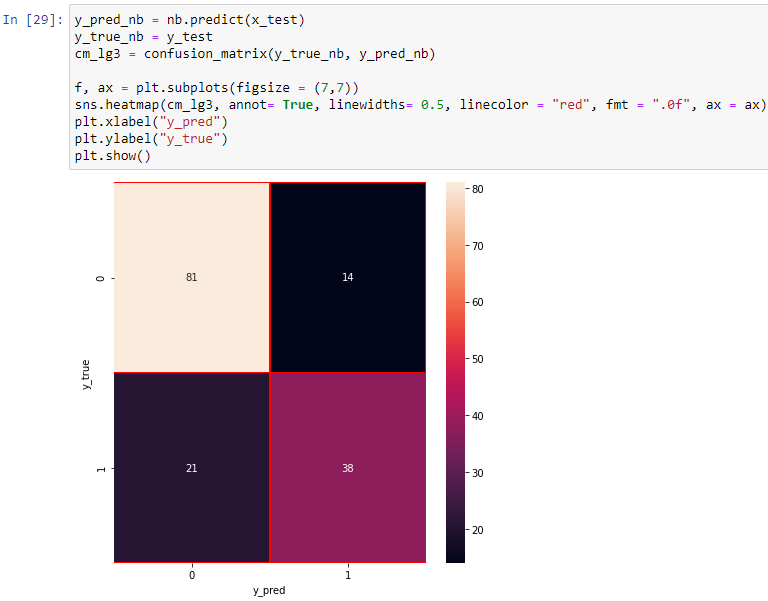 In [29]: y_pred_nb = nb.predict(x_test)
y_true_nb = y_test
cm_lg3 = confusion_matrix(y_true_nb, y_pred_nb)
f, ax = plt.subplots(figsize = (7,7))
sns.heatmap(cm_lg3, annot= True, linewidths= 0.5, linecolor = "red", fmt = ".0f", ax = ax)
plt.xlabel("y_pred")
plt.ylabel("y_true")
plt.show()
80
70
60
50
40
30
20
0
81
14
y_true
1
21
38
0
1
y_pred